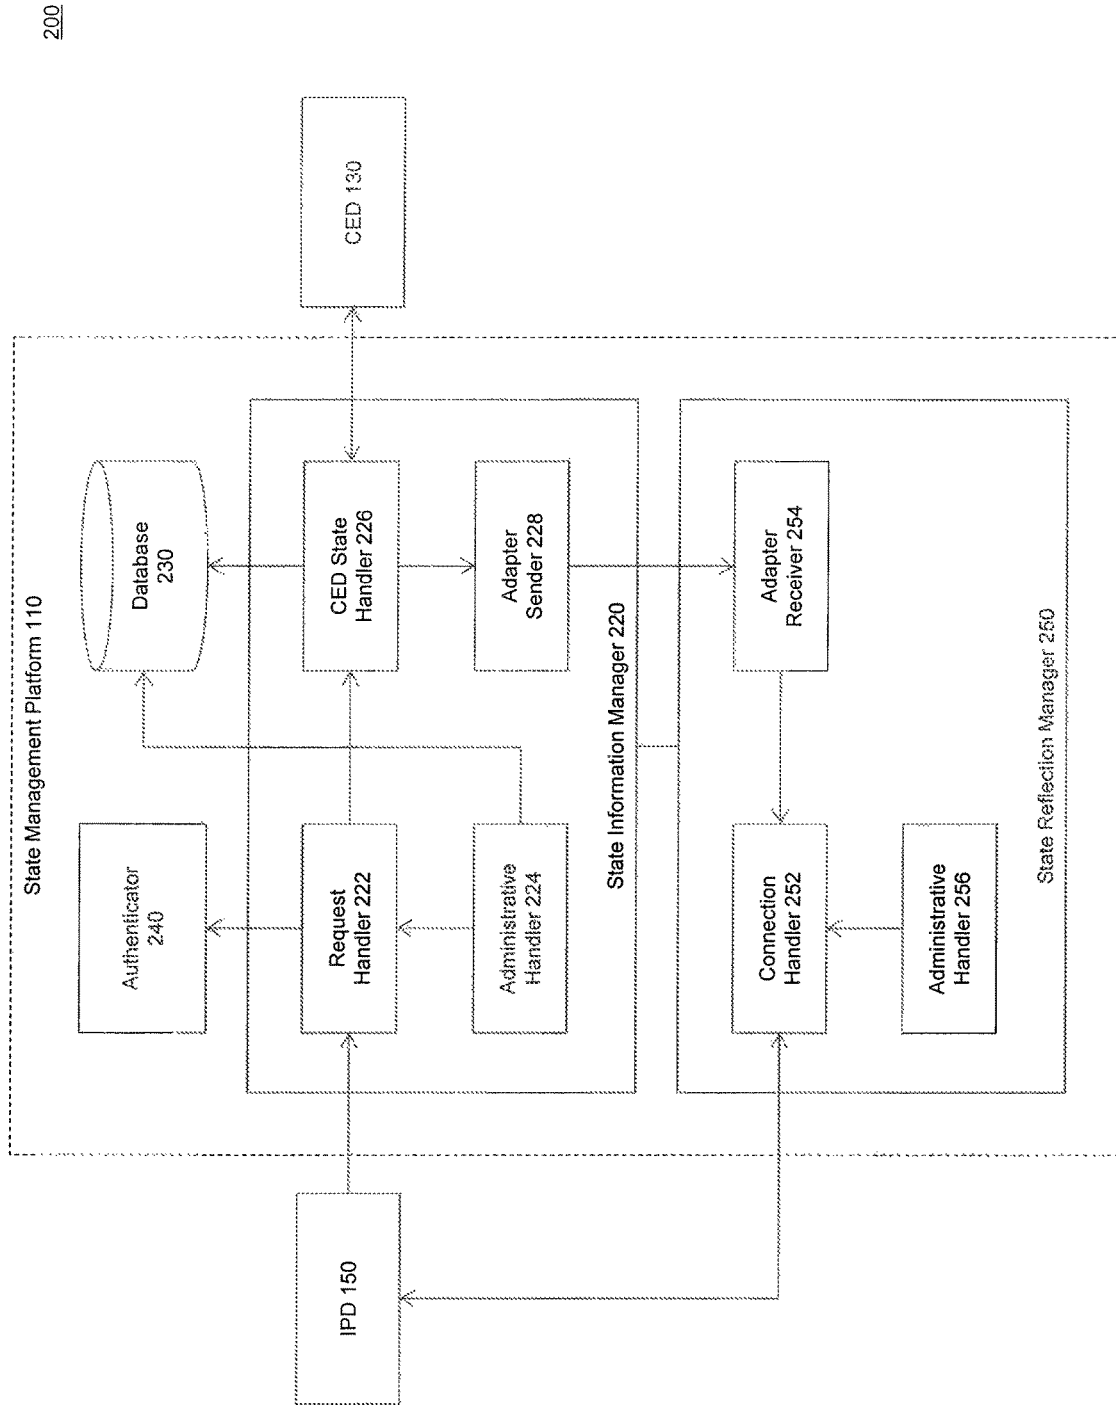 200
State Management Platform 110
Authenticator
240
Database
230
CED 130
IPD 150
Request
Handler 222
CED State
Handler 226
Administrative
Handler 224
Adapter
Sender 228
State Information Manager 220
Connection
Handler 252
Adapter
Receiver 254
Administrative
Handler 256
State Reflection Manager 250